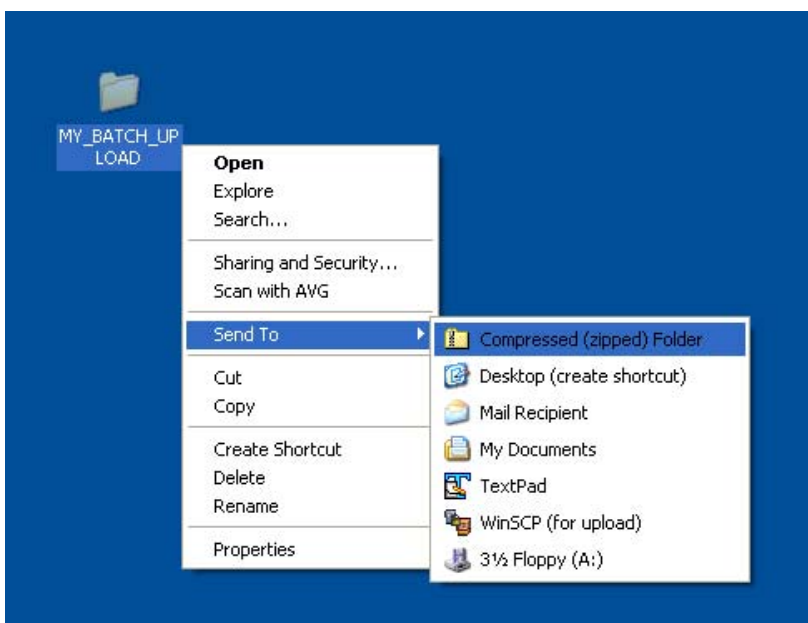 MY_BATCH_UP
LOAD
Open
Explore
Search...
Sharing and Security...
Scan with AVG
Send To
Cut
Copy
Create Shortcut
Delete
Rename
Properties
Compressed (zipped) Folder
Desktop (create shortcut)
Mail Recipient
My Documents
TextPad
WinSCP (for upload)
3½ Floppy (A:)